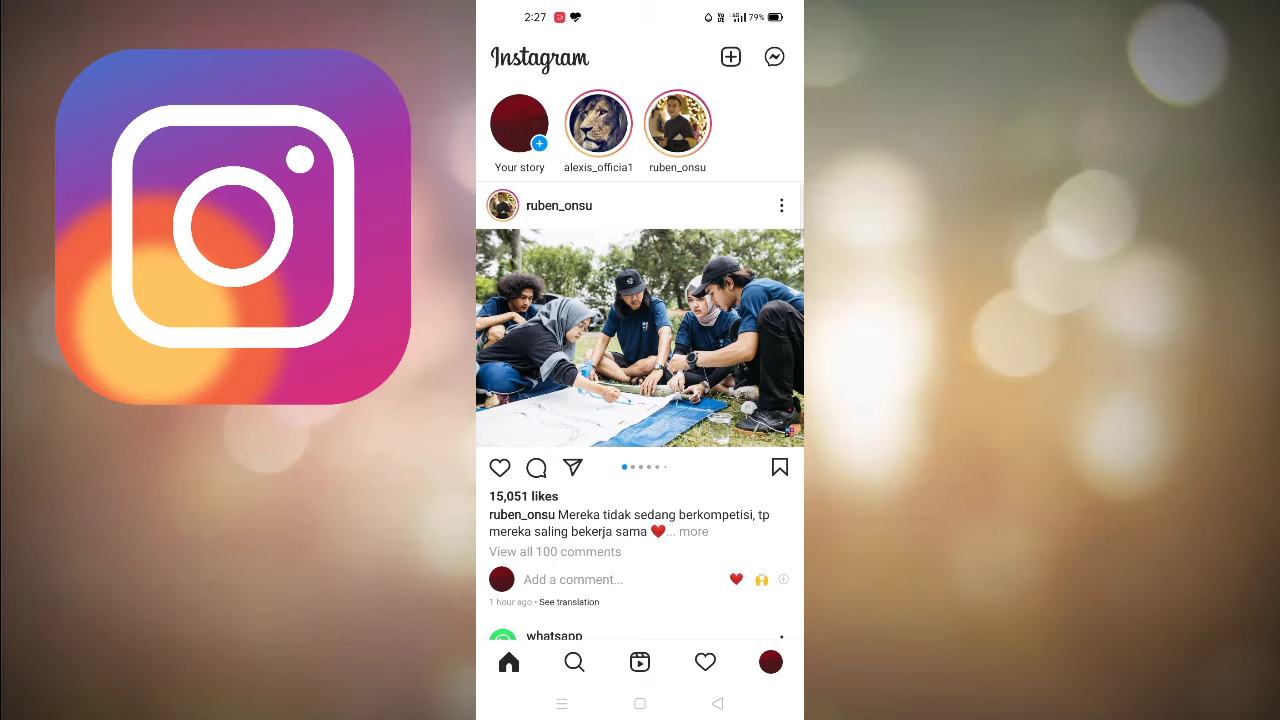 2:27
79%
Instagram
Your story
alexis_officia1
ruben_onsu
ruben_onsu
15,051 likes
ruben_onsu Mereka tidak sedang berkompetisi, tp
mereka saling bekerja sama ❤️... more
View all 100 comments
Add a comment...
1 hour ago • See translation
whatsapp